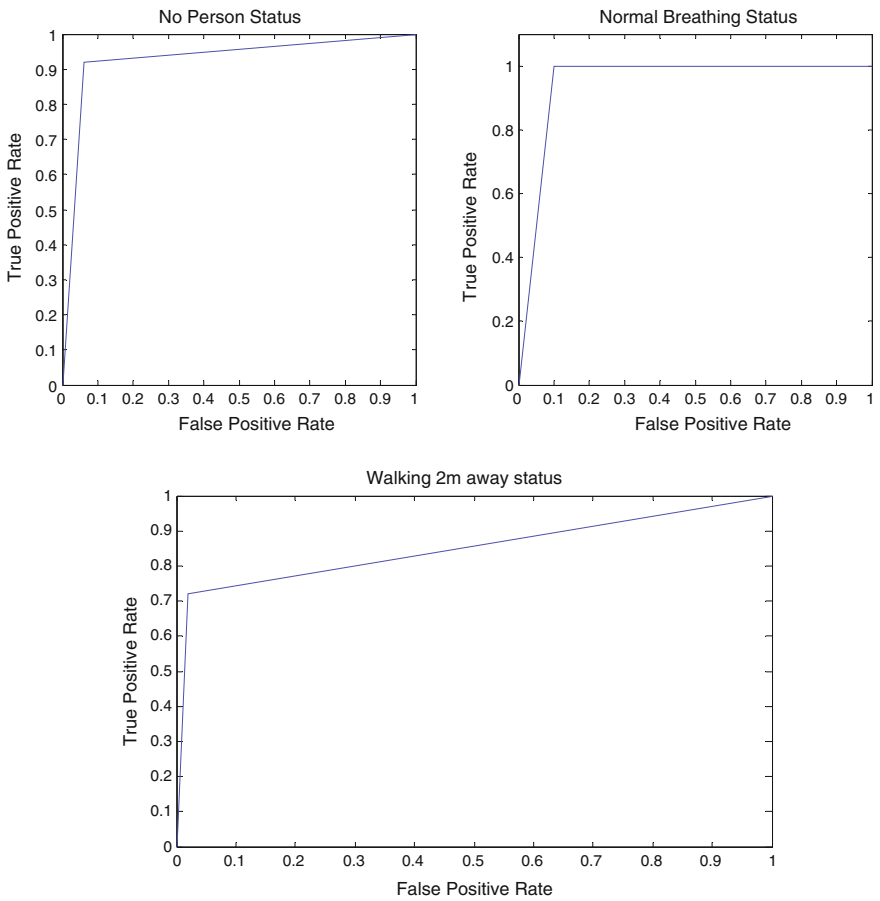 No Person Status
1
0.9
0.8
0.7
0.6
0.5
0.4
0.3
0.2
0.1
0
True Positive Rate
0 0.1 0.2 0.3 0.4 0.5 0.6 0.7 0.8 0.9 1
False Positive Rate
Normal Breathing Status
1
0.8
0.6
0.4
0.2
0
True Positive Rate
0 0.1 0.2 0.3 0.4 0.5 0.6 0.7 0.8 0.9 1
False Positive Rate
Walking 2m away status
1
0.9
0.8
0.7
0.6
0.5
0.4
0.3
0.2
0.1
0
True Positive Rate
0 0.1 0.2 0.3 0.4 0.5 0.6 0.7 0.8 0.9 1
False Positive Rate